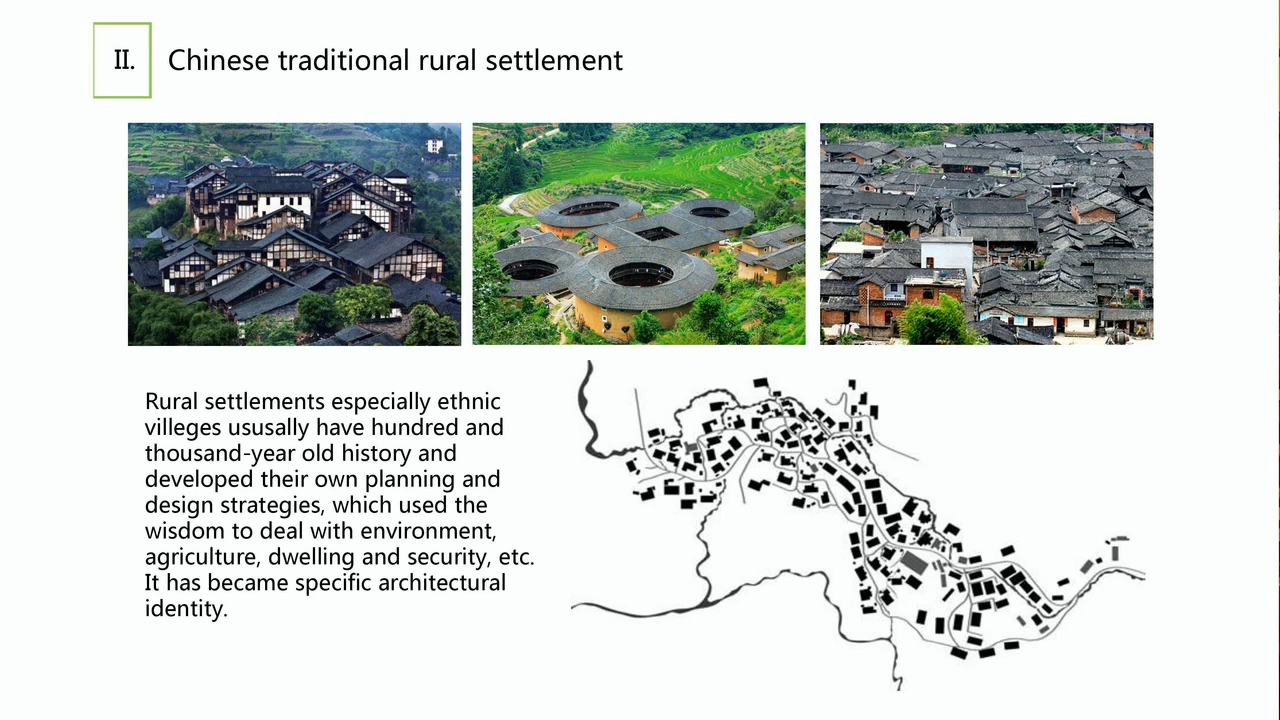 II. Chinese traditional rural settlement
Rural settlements especially ethnic
villeges ususally have hundred and
thousand-year old history and
developed their own planning and
design strategies, which used the
wisdom to deal with environment,
agriculture, dwelling and security, etc.
It has became specific architectural
identity.